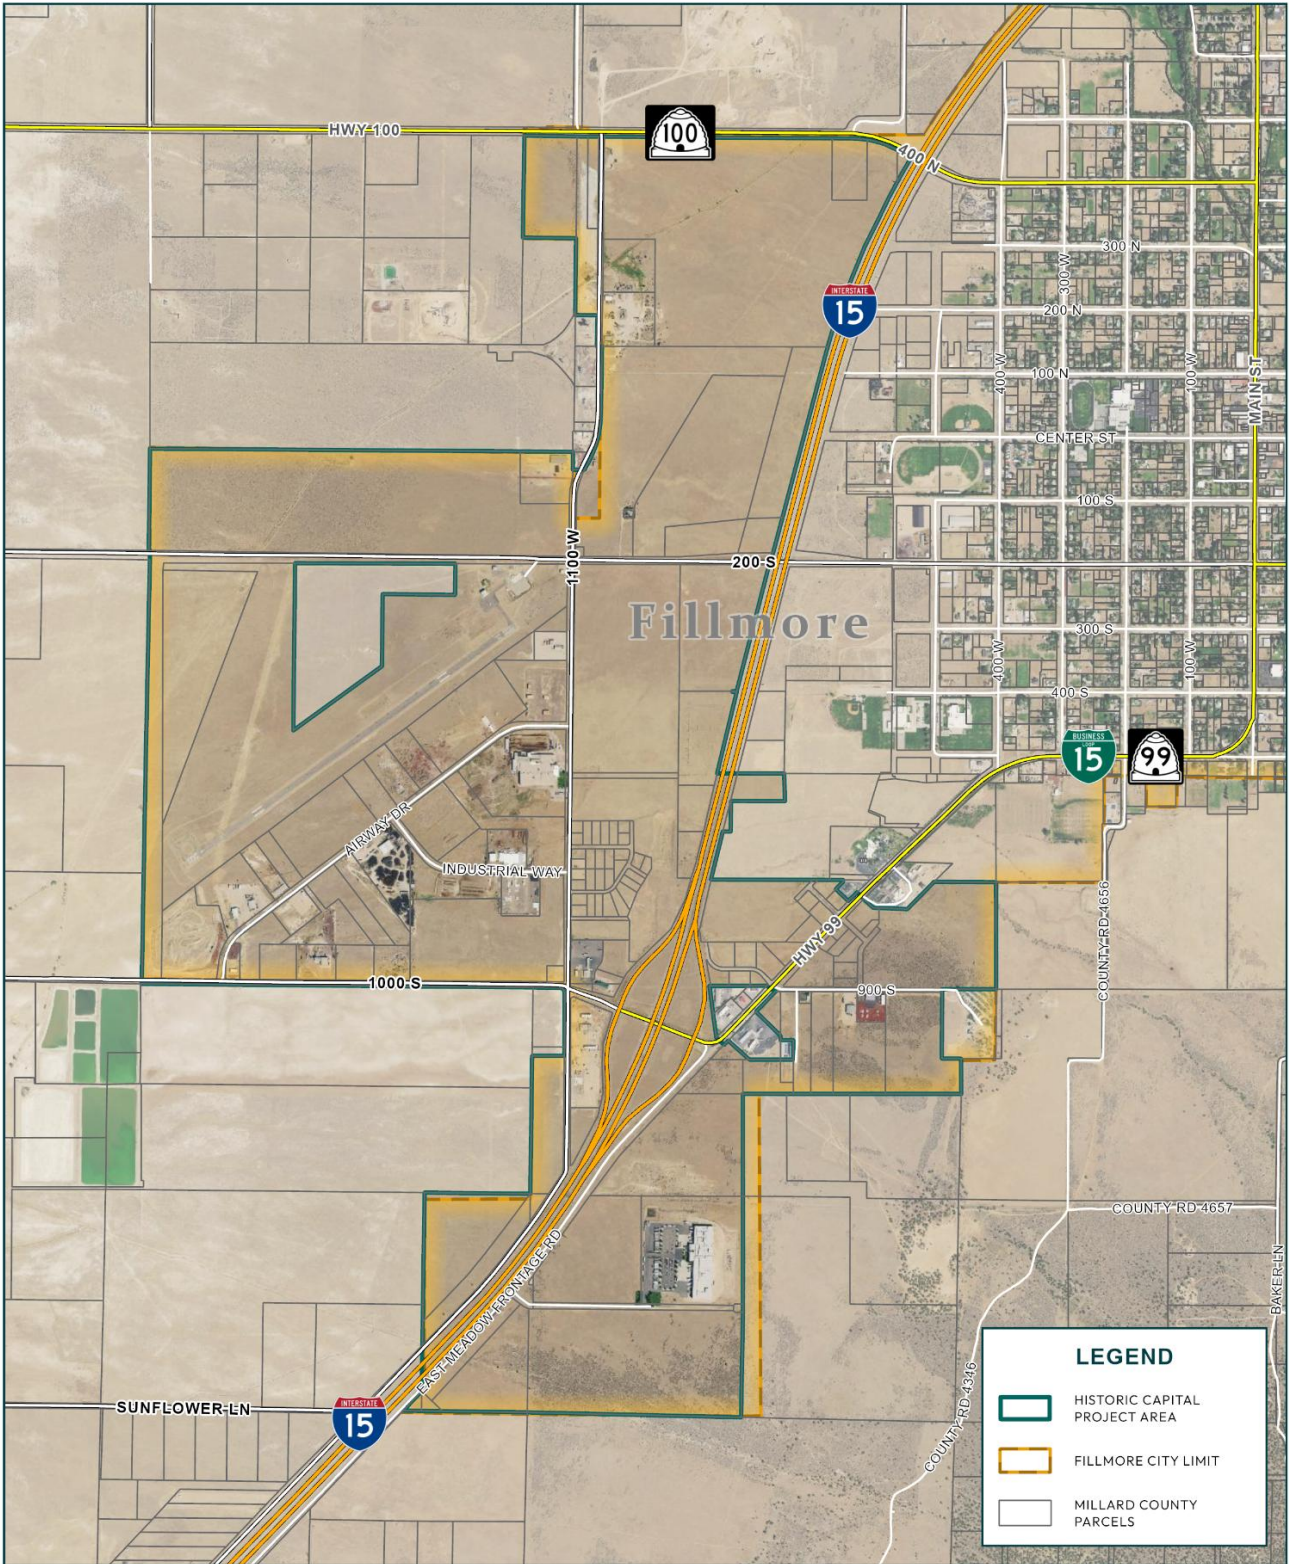 HWY 100
100
400 N
300 N
300 W
INTERSTATE
15
200 N
400 W
100 N
100 W
MAIN ST
CENTER ST
100 S
1100 W
200 S
Fillmore
300 S
400 W
100 W
400 S
BUSINESS
LOOP
15
99
AIRWAY DR
INDUSTRIAL WAY
HWY 99
COUNTY RD 4656
1000 S
900 S
COUNTY RD 4657
EAST MEADOW FRONTAGE RD
BAKER LN
COUNTY RD 4346
SUNFLOWER LN
INTERSTATE
15
LEGEND
HISTORIC CAPITAL
PROJECT AREA
FILLMORE CITY LIMIT
MILLARD COUNTY
PARCELS